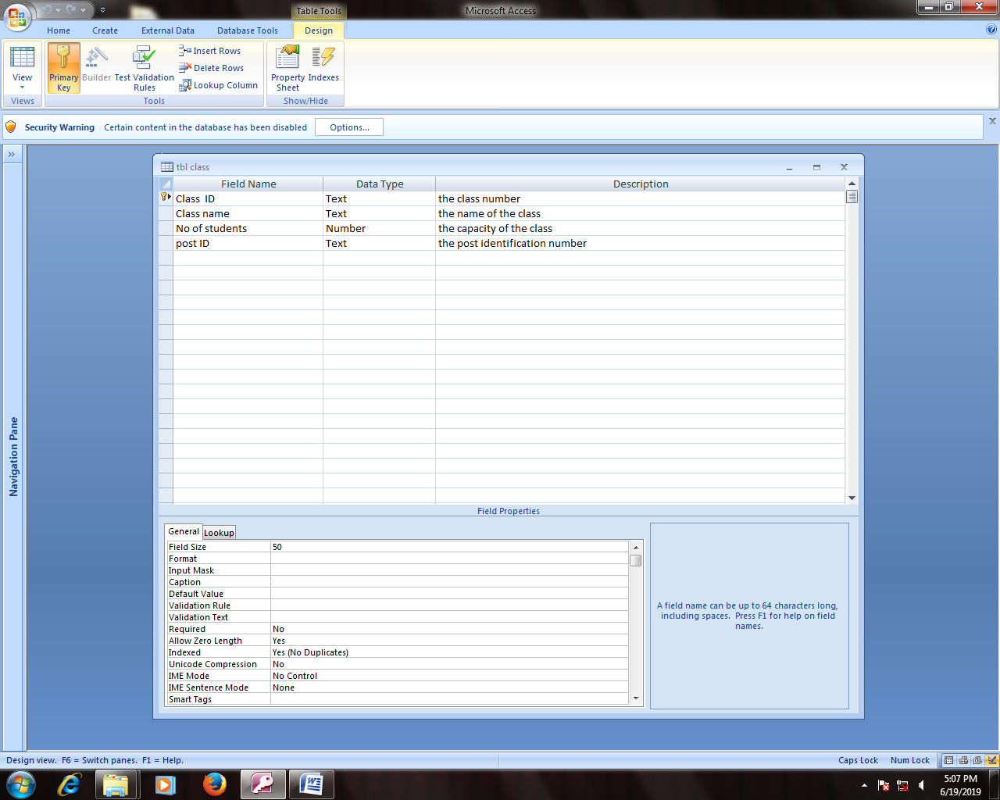 Table Tools
Microsoft Access
Home Create External Data Database Tools Design
View
Primary Key
Builder
Test Validation Rules
Insert Rows
Delete Rows
Lookup Column
Property Sheet
Indexes
Views
Tools
Show/Hide
Security Warning Certain content in the database has been disabled Options...
»
Navigation Pane
tbl class
Field Name Data Type Description
Class ID Text the class number
Class name Text the name of the class
No of students Number the capacity of the class
post ID Text the post identification number
Field Properties
General Lookup
Field Size 50
Format
Input Mask
Caption
Default Value
Validation Rule
Validation Text
Required No
Allow Zero Length Yes
Indexed Yes (No Duplicates)
Unicode Compression No
IME Mode No Control
IME Sentence Mode None
Smart Tags
A field name can be up to 64 characters long,
including spaces. Press F1 for help on field
names.
Design view. F6 = Switch panes. F1 = Help.
Caps Lock Num Lock
5:07 PM
6/19/2019